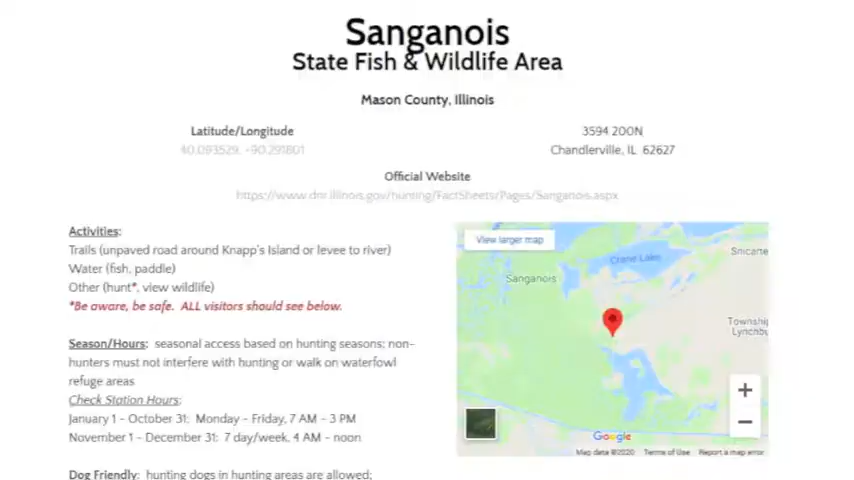 Sanganois
State Fish & Wildlife Area
Mason County, Illinois
Latitude/Longitude
40.093529, -90.291801
3594 200N
Chandlerville, IL 62627
Official Website
https://www.dnr.illinois.gov/hunting/FactSheets/Pages/Sanganois.aspx
Activities:
Trails (unpaved road around Knapp's Island or levee to river)
Water (fish, paddle)
Other (hunt*, view wildlife)
*Be aware, be safe. ALL visitors should see below.
Season/Hours: seasonal access based on hunting seasons; non-
hunters must not interfere with hunting or walk on waterfowl
refuge areas
Check Station Hours:
January 1 - October 31: Monday - Friday, 7 AM - 3 PM
November 1 - December 31: 7 day/week, 4 AM - noon
Dog Friendly: hunting dogs in hunting areas are allowed;
View larger map
Crane Lake
Snicarte
Sanganois
Township
Lynchbu
+
−
Google
Map data ©2020 Terms of Use Report a map error